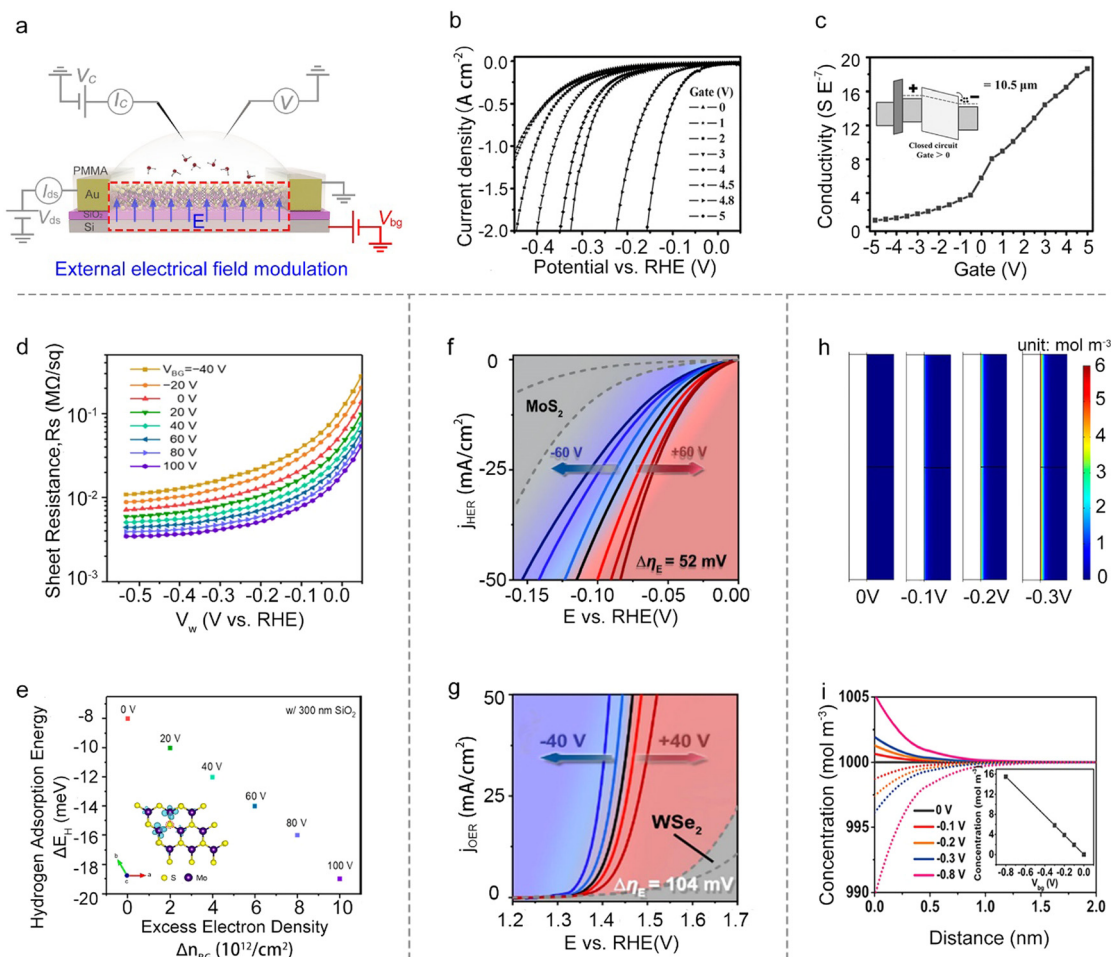 a
V_C
I_C
V
PMMA
I_ds
Au
V_ds
SiO₂
Si
E
V_bg
External electrical field modulation
b
Current density (A cm⁻²)
0.0
-0.5
-1.0
-1.5
-2.0
Gate (V)
0
1
2
3
4
4.5
4.8
5
-0.4 -0.3 -0.2 -0.1 0.0
Potential vs. RHE (V)
c
Conductivity (S E⁻⁷)
20
16
12
8
4
0
+
-
= 10.5 μm
Closed circuit
Gate > 0
-5 -4 -3 -2 -1 0 1 2 3 4 5
Gate (V)
d
Sheet Resistance,Rs (MΩ/sq)
10⁻¹
10⁻²
10⁻³
V_BG=−40 V
−20 V
0 V
20 V
40 V
60 V
80 V
100 V
-0.5 -0.4 -0.3 -0.2 -0.1 0.0
V_w (V vs. RHE)
e
Hydrogen Adsorption Energy
ΔE_H (meV)
-8
-10
-12
-14
-16
-18
-20
w/ 300 nm SiO₂
0 V
20 V
40 V
60 V
80 V
100 V
b
c
a
S
Mo
0 2 4 6 8 10
Excess Electron Density
Δn_BG (10¹²/cm²)
f
j_HER (mA/cm²)
0
-25
-50
MoS₂
-60 V
+60 V
Δη_E = 52 mV
-0.15 -0.10 -0.05 0.00
E vs. RHE(V)
g
j_OER (mA/cm²)
50
25
0
-40 V
+40 V
WSe₂
Δη_E = 104 mV
1.2 1.3 1.4 1.5 1.6 1.7
E vs. RHE(V)
h
unit: mol m⁻³
6
5
4
3
2
1
0
0V -0.1V -0.2V -0.3V
i
Concentration (mol m⁻³)
1005
1000
995
990
0 V
-0.1 V
-0.2 V
-0.3 V
-0.8 V
Concentration (mol m⁻³)
16
12
8
4
0
-0.8 -0.6 -0.4 -0.2 0.0
V_bg (V)
0.0 0.5 1.0 1.5 2.0
Distance (nm)